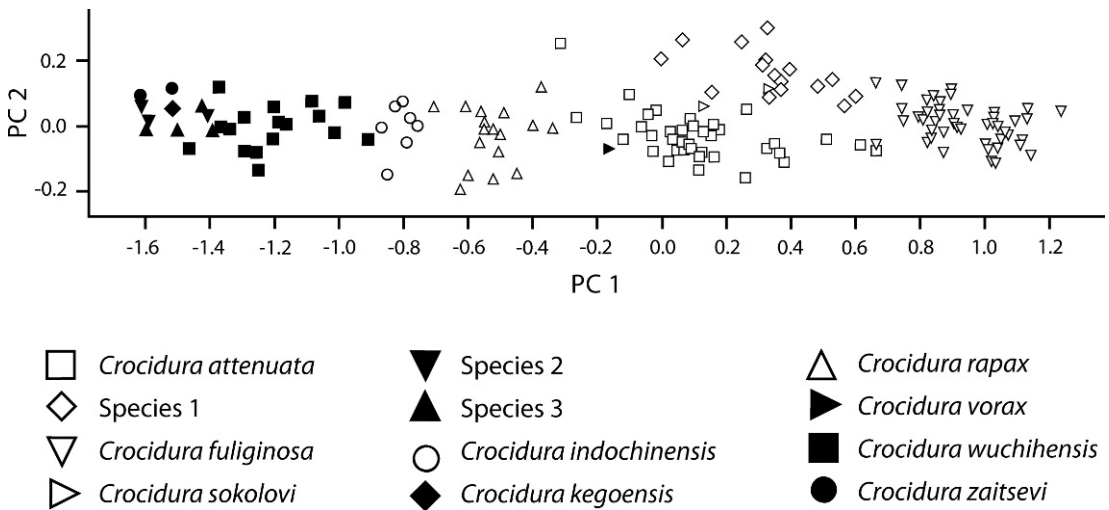 PC 2
0.2
0.0
-0.2
-1.6 -1.4 -1.2 -1.0 -0.8 -0.6 -0.4 -0.2 0.0 0.2 0.4 0.6 0.8 1.0 1.2
PC 1
Crocidura attenuata Species 2 Crocidura rapax
Species 1 Species 3 Crocidura vorax
Crocidura fuliginosa Crocidura indochinensis Crocidura wuchihensis
Crocidura sokolovi Crocidura kegoensis Crocidura zaitsevi